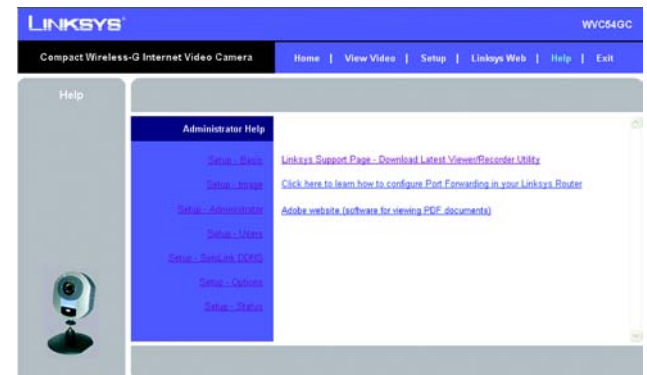 LINKSYS
WVC54GC
Compact Wireless-G Internet Video Camera
Home | View Video | Setup | Linksys Web | Help | Exit
Help
Administrator Help
Setup - Basic
Setup - Image
Setup - Administrator
Setup - Users
Setup - SoloLink DDNS
Setup - Options
Setup - Status
Linksys Support Page - Download Latest Viewer/Recorder Utility
Click here to learn how to configure Port Forwarding in your Linksys Router
Adobe website (software for viewing PDF documents)